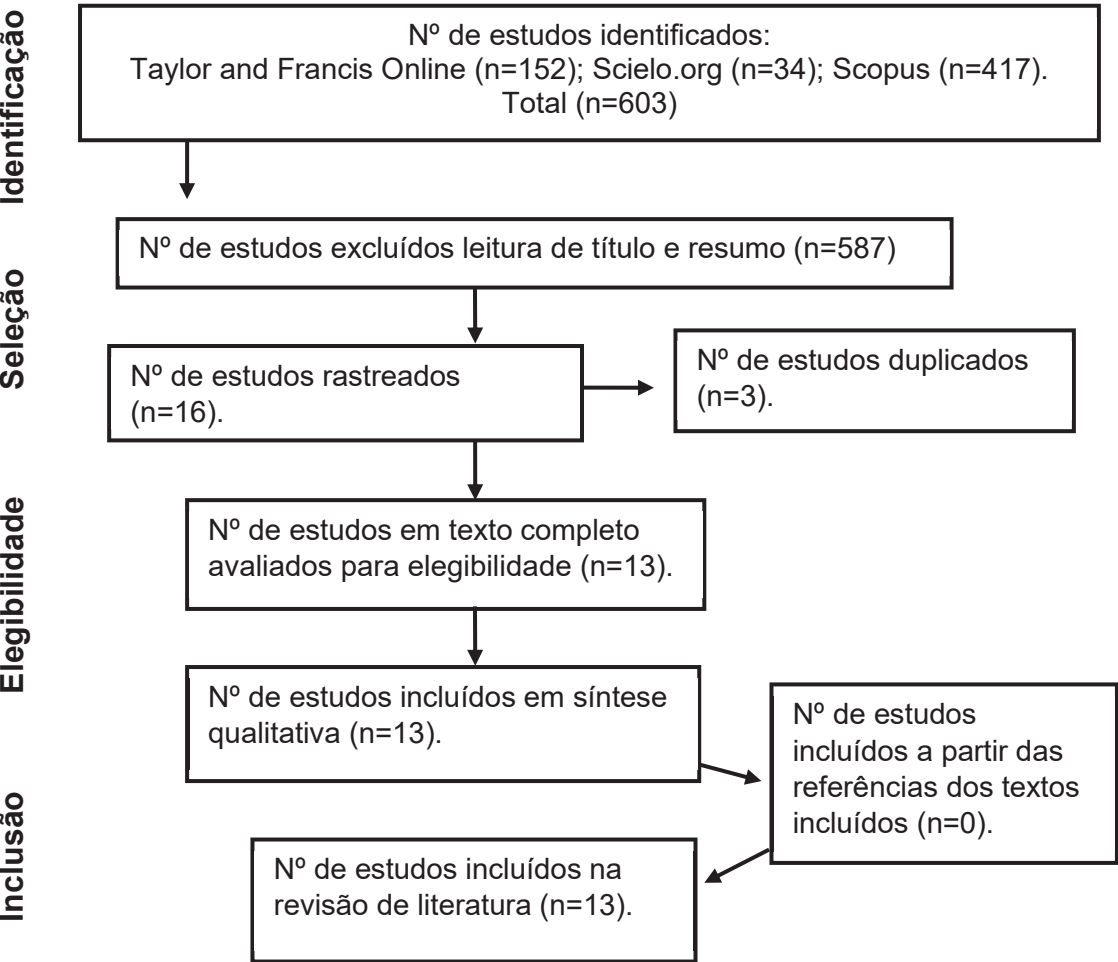 Identificação
Nº de estudos identificados:
Taylor and Francis Online (n=152); Scielo.org (n=34); Scopus (n=417).
Total (n=603)
Nº de estudos excluídos leitura de título e resumo (n=587)
Seleção
Nº de estudos rastreados
(n=16).
Nº de estudos duplicados
(n=3).
Elegibilidade
Nº de estudos em texto completo
avaliados para elegibilidade (n=13).
Nº de estudos incluídos em síntese
qualitativa (n=13).
Nº de estudos
incluídos a partir das
referências dos textos
incluídos (n=0).
Inclusão
Nº de estudos incluídos na
revisão de literatura (n=13).